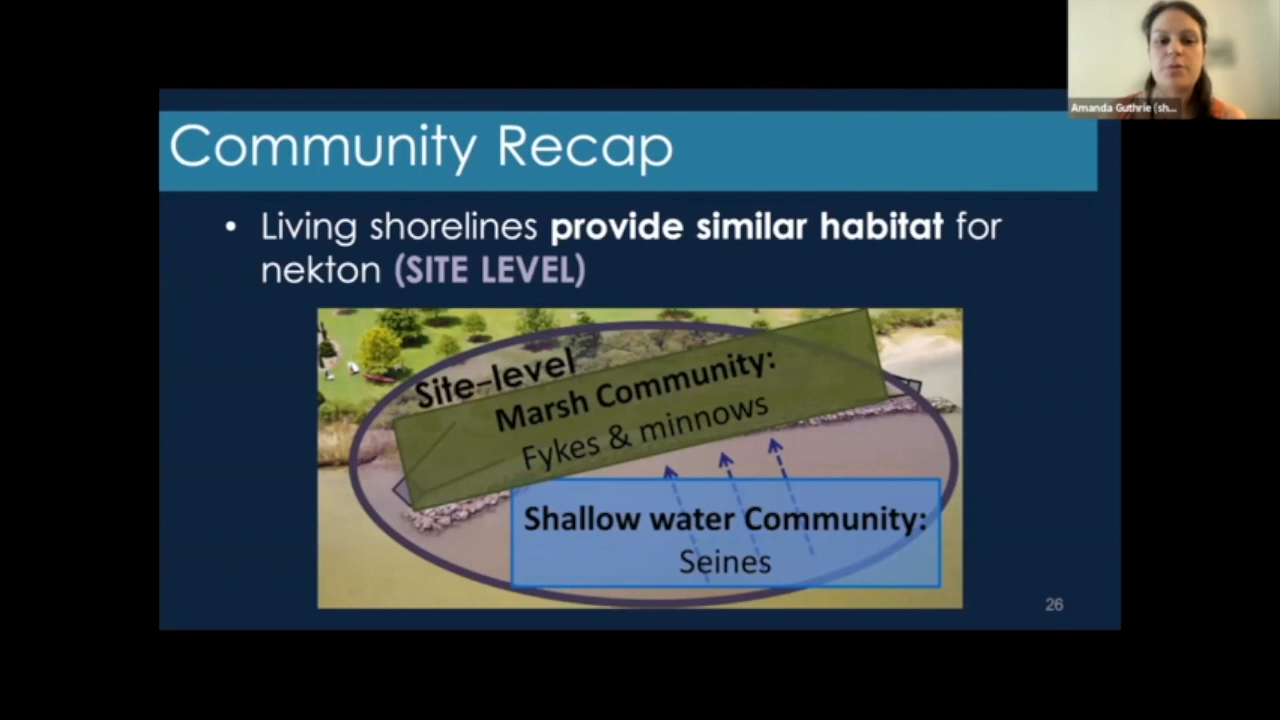 Amanda Guthrie (sh...
Community Recap
• Living shorelines provide similar habitat for
nekton (SITE LEVEL)
Site-level
Marsh Community:
Fykes & minnows
Shallow water Community:
Seines
26